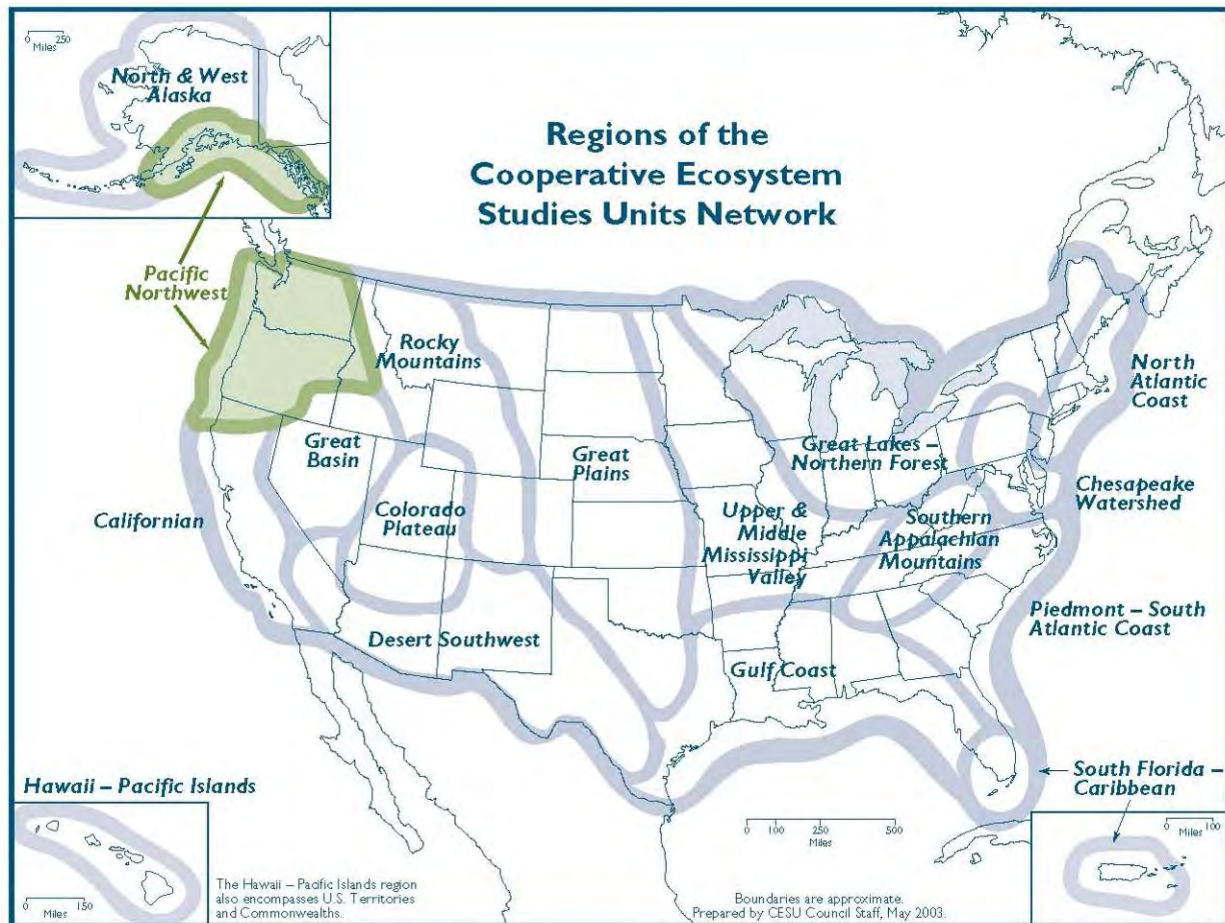 0 250
Miles
North & West
Alaska
Regions of the
Cooperative Ecosystem
Studies Units Network
Pacific
Northwest
Rocky
Mountains
North
Atlantic
Coast
Great
Basin
Great
Plains
Great Lakes –
Northern Forest
Chesapeake
Watershed
Californian
Colorado
Plateau
Upper &
Middle
Mississippi
Valley
Southern
Appalachian
Mountains
Piedmont – South
Atlantic Coast
Desert Southwest
Gulf Coast
Hawaii – Pacific Islands
South Florida –
Caribbean
0 100 250 500
Miles
0 100
Miles
0 150
Miles
The Hawaii – Pacific Islands region
also encompasses U.S. Territories
and Commonwealths.
Boundaries are approximate.
Prepared by CESU Council Staff, May 2003.